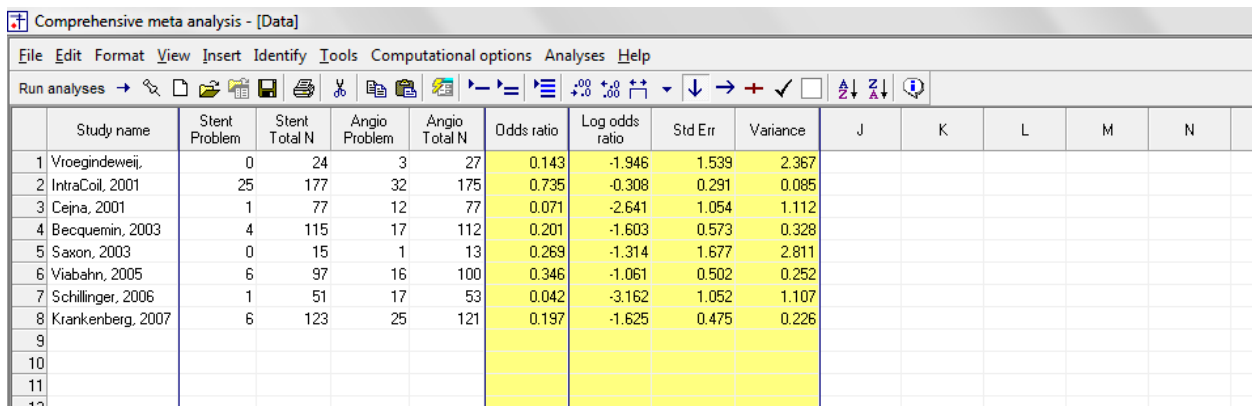 Comprehensive meta analysis - [Data]
File Edit Format View Insert Identify Tools Computational options Analyses Help
Run analyses
Study name Stent Problem Stent Total N Angio Problem Angio Total N Odds ratio Log odds ratio Std Err Variance J K L M N
1 Vroegindeweij, 0 24 3 27 0.143 -1.946 1.539 2.367
2 IntraCoil, 2001 25 177 32 175 0.735 -0.308 0.291 0.085
3 Cejna, 2001 1 77 12 77 0.071 -2.641 1.054 1.112
4 Becquemin, 2003 4 115 17 112 0.201 -1.603 0.573 0.328
5 Saxon, 2003 0 15 1 13 0.269 -1.314 1.677 2.811
6 Viabahn, 2005 6 97 16 100 0.346 -1.061 0.502 0.252
7 Schillinger, 2006 1 51 17 53 0.042 -3.162 1.052 1.107
8 Krankenberg, 2007 6 123 25 121 0.197 -1.625 0.475 0.226
9
10
11